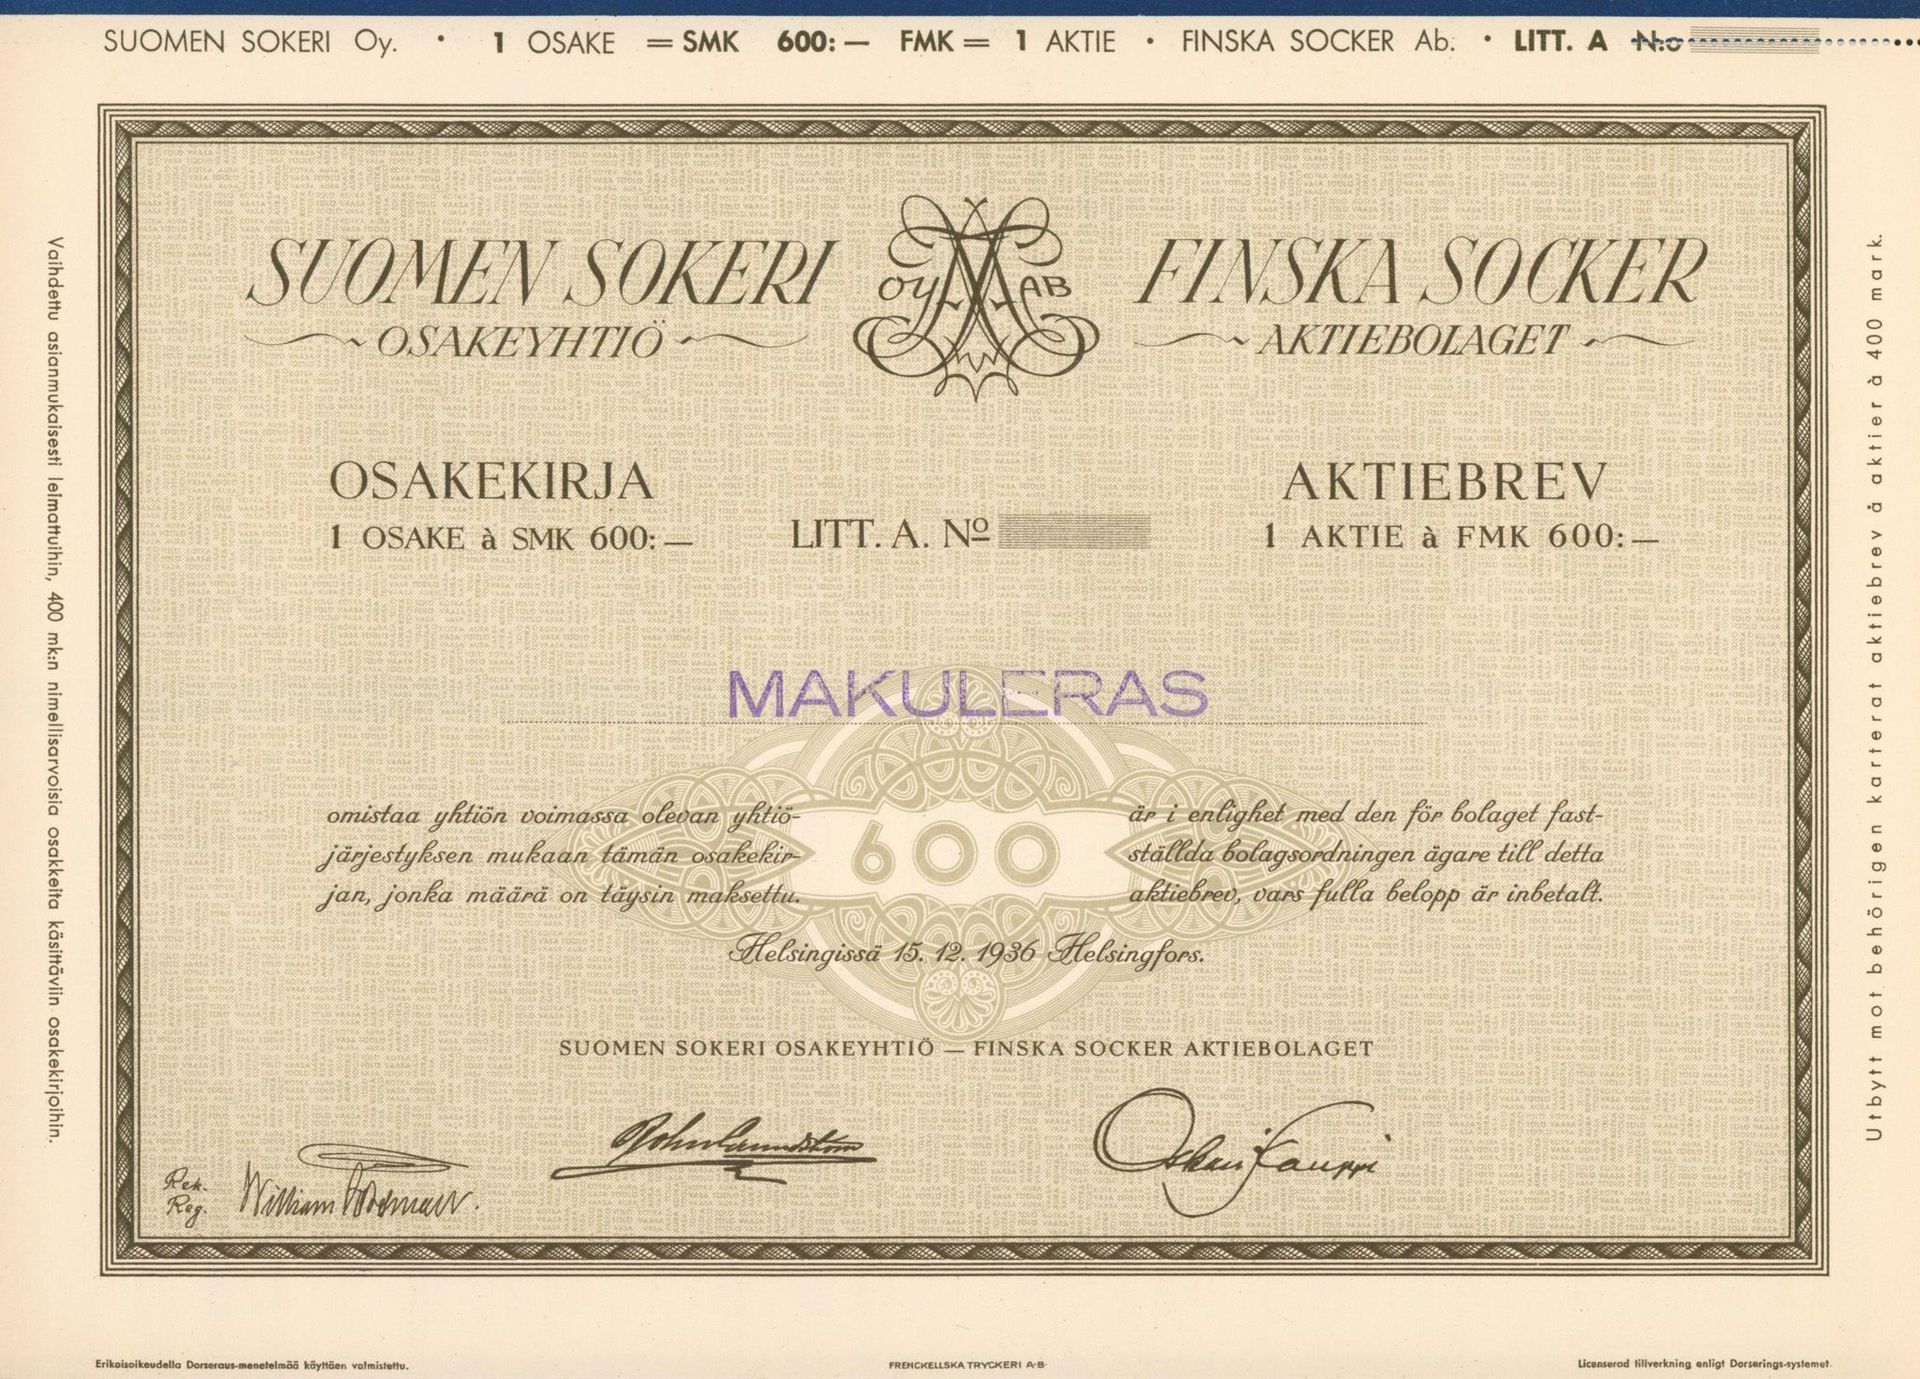 SUOMEN SOKERI Oy. • 1 OSAKE = SMK 600:— FMK = 1 AKTIE • FINSKA SOCKER Ab. • LITT. A N:o
SUOMEN SOKERI
OSAKEYHTIÖ
OY AB
FINSKA SOCKER
AKTIEBOLAGET
OSAKEKIRJA
1 OSAKE à SMK 600:—
LITT. A. Nº
AKTIEBREV
1 AKTIE à FMK 600:—
MAKULERAS
omistaa yhtiön voimassa olevan yhtiö-
järjestyksen mukaan tämän osakekir-
jan, jonka määrä on täysin maksettu.
600
är i enlighet med den för bolaget fast-
ställda bolagsordningen ägare till detta
aktiebrev, vars fulla belopp är inbetalt.
Helsingissä 15. 12. 1936 Helsingfors.
SUOMEN SOKERI OSAKEYHTIÖ — FINSKA SOCKER AKTIEBOLAGET
Rek.
Reg.
Vaihdettu asianmukaisesti leimattuihin, 400 mk:n nimellisarvoisia osakkeita käsittäviin osakekirjoihin.
Utbytt mot behörigen karterat aktiebrev å aktier à 400 mark.
Erikoisoikeudella Dorseraus-menetelmää käyttäen valmistettu.
FRENCKELLSKA TRYCKERI A·B·
Licenserad tillverkning enligt Dorserings-systemet.